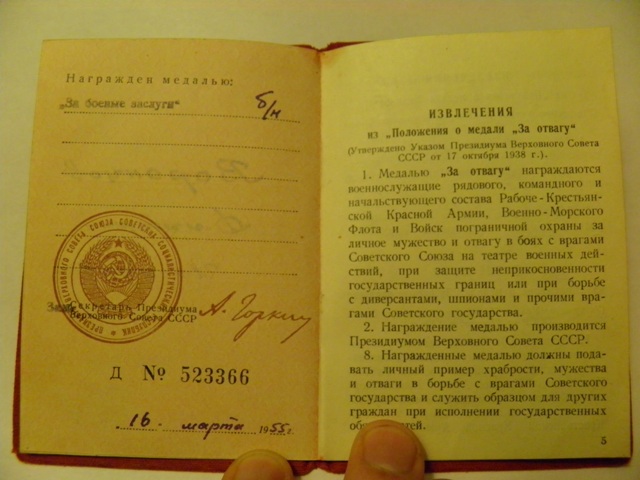 Награжден медалью:
„За боевые заслуги“ б/н
Секретарь Президиума
Верховного Совета СССР
А. Горкин
Д № 523366
16 марта 1955 г.
ИЗВЛЕЧЕНИЯ
из „Положения о медали „За отвагу“
(Утверждено Указом Президиума Верховного Совета
СССР от 17 октября 1938 г.).
1. Медалью „За отвагу“ награждаются
военнослужащие рядового, командного и
начальствующего состава Рабоче-Крестьян-
ской Красной Армии, Военно-Морского
Флота и Войск пограничной охраны за
личное мужество и отвагу в боях с врагами
Советского Союза на театре военных дей-
ствий, при защите неприкосновенности
государственных границ или при борьбе
с диверсантами, шпионами и прочими вра-
гами Советского государства.
2. Награждение медалью производится
Президиумом Верховного Совета СССР.
8. Награжденные медалью должны пода-
вать личный пример храбрости, мужества
и отваги в борьбе с врагами Советского
государства и служить образцом для других
граждан при исполнении государственных
5